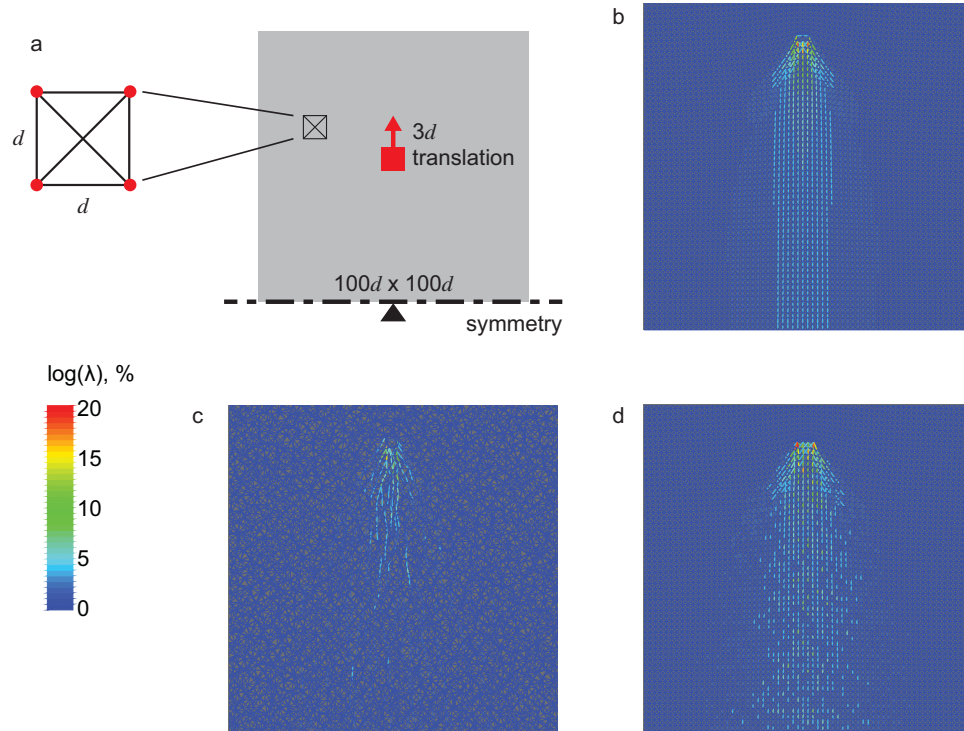 a
d
d
3d
translation
100d x 100d
symmetry
b
log(λ), %
20
15
10
5
0
c
d